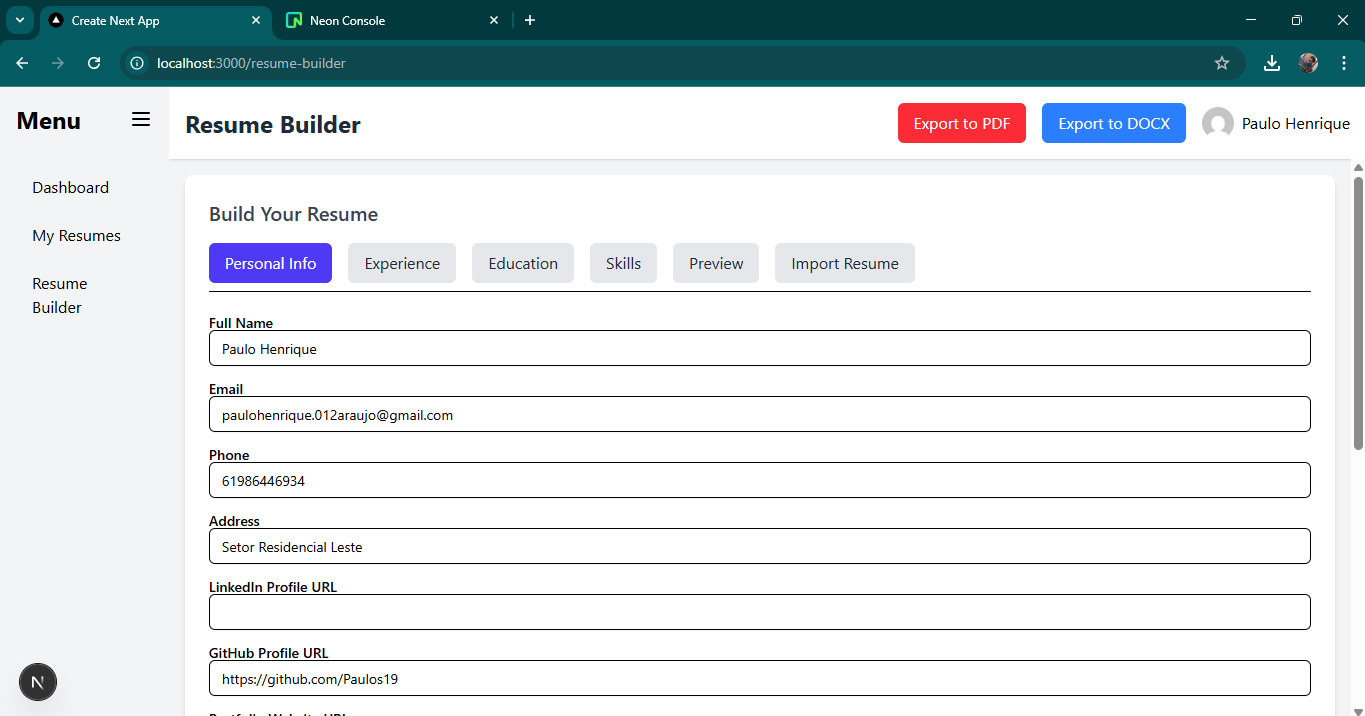 Create Next App
Neon Console
localhost:3000/resume-builder
Menu
Resume Builder
Export to PDF
Export to DOCX
Paulo Henrique
Dashboard
My Resumes
Resume
Builder
Build Your Resume
Personal Info
Experience
Education
Skills
Preview
Import Resume
Full Name
Paulo Henrique
Email
paulohenrique.012araujo@gmail.com
Phone
61986446934
Address
Setor Residencial Leste
LinkedIn Profile URL
GitHub Profile URL
https://github.com/Paulos19
Portfolio Website URL
N